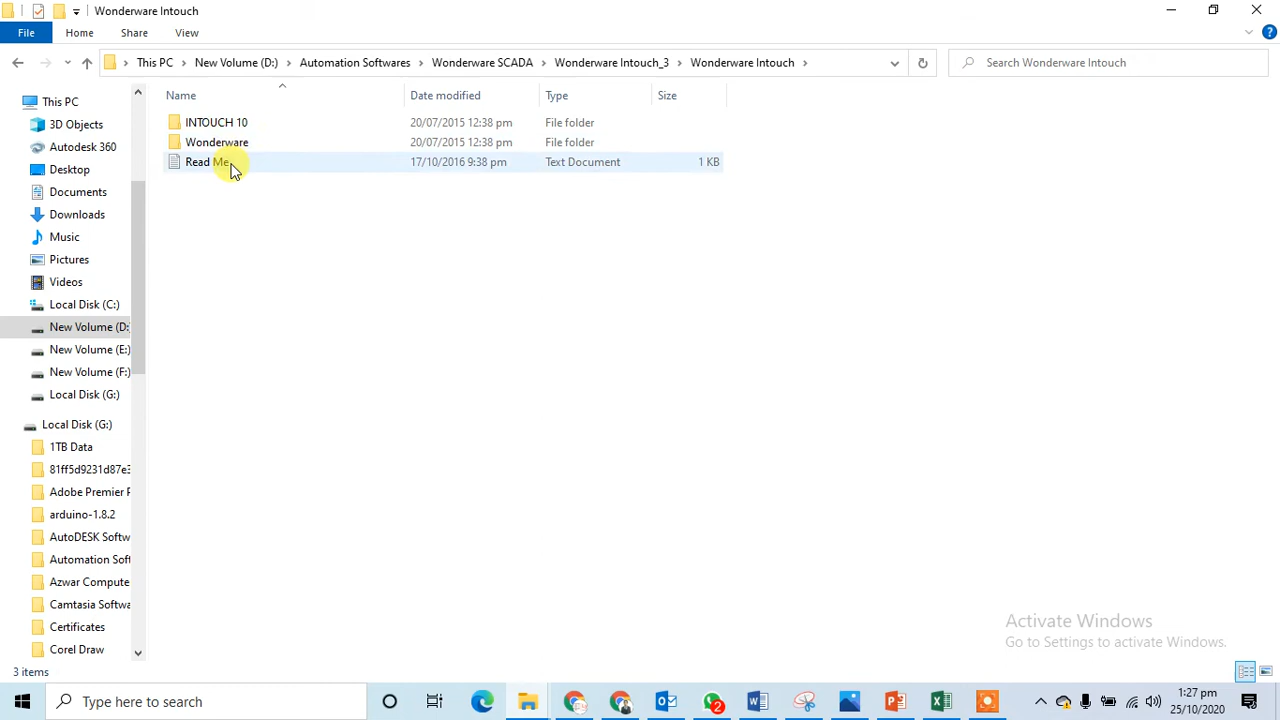 Wonderware Intouch
File Home Share View
This PC New Volume (D:) Automation Softwares Wonderware SCADA Wonderware Intouch_3 Wonderware Intouch Search Wonderware Intouch
Name Date modified Type Size
INTOUCH 10 20/07/2015 12:38 pm File folder
Wonderware 20/07/2015 12:38 pm File folder
Read Me 17/10/2016 9:38 pm Text Document 1 KB
This PC
3D Objects
Autodesk 360
Desktop
Documents
Downloads
Music
Pictures
Videos
Local Disk (C:)
New Volume (D:
New Volume (E:)
New Volume (F:)
Local Disk (G:)
Local Disk (G:)
1TB Data
81ff5d9231d87e3
Adobe Premier P
arduino-1.8.2
AutoDESK Softw
Automation Soft
Azwar Compute
Camtasia Softwa
Certificates
Corel Draw
Activate Windows
Go to Settings to activate Windows.
3 items
Type here to search
2
1:27 pm
25/10/2020